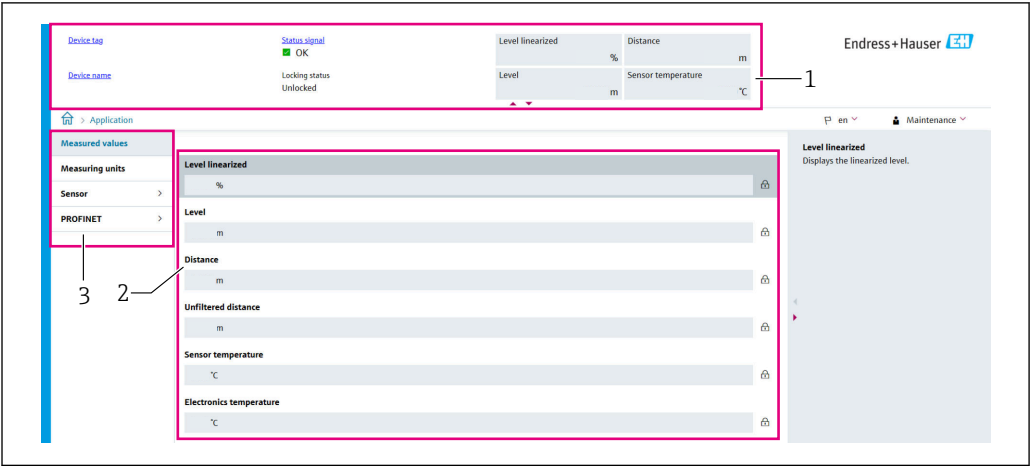 Device tag
Status signal
OK
Level linearized
%
Distance
m
Endress+Hauser EH
Device name
Locking status
Unlocked
Level
m
Sensor temperature
°C
1
> Application
en
Maintenance
Measured values
Measuring units
Sensor >
PROFINET >
3
2
Level linearized
%
Level
m
Distance
m
Unfiltered distance
m
Sensor temperature
°C
Electronics temperature
°C
Level linearized
Displays the linearized level.